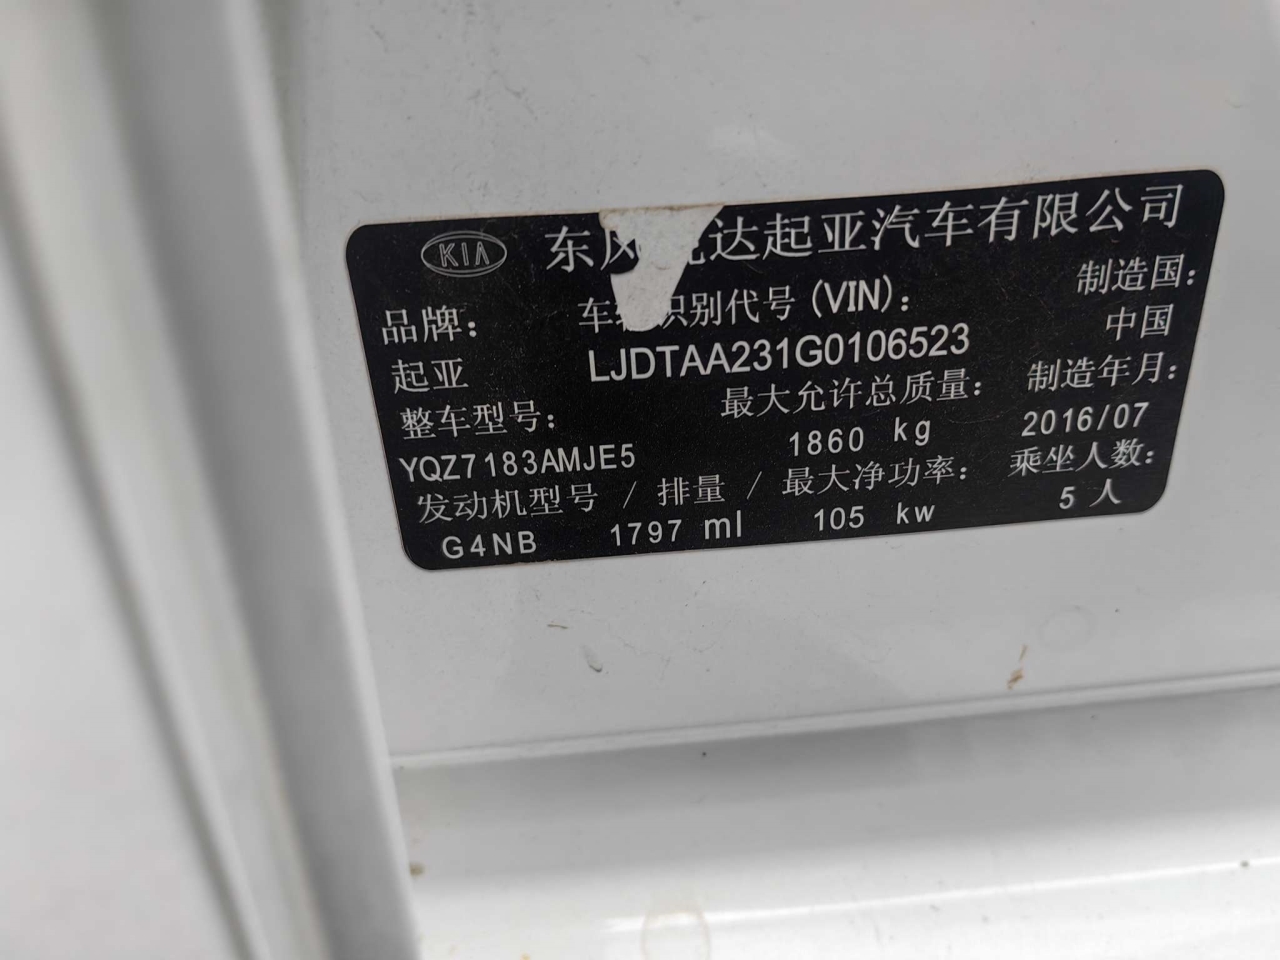 KIA 东风 达起亚汽车有限公司
品牌： 车 识别代号(VIN)： 制造国：
起亚 LJDTAA231G0106523 中国
整车型号： 最大允许总质量： 制造年月：
YQZ7183AMJE5 1860 kg 2016/07
发动机型号 / 排量 / 最大净功率： 乘坐人数：
G4NB 1797 ml 105 kw 5 人